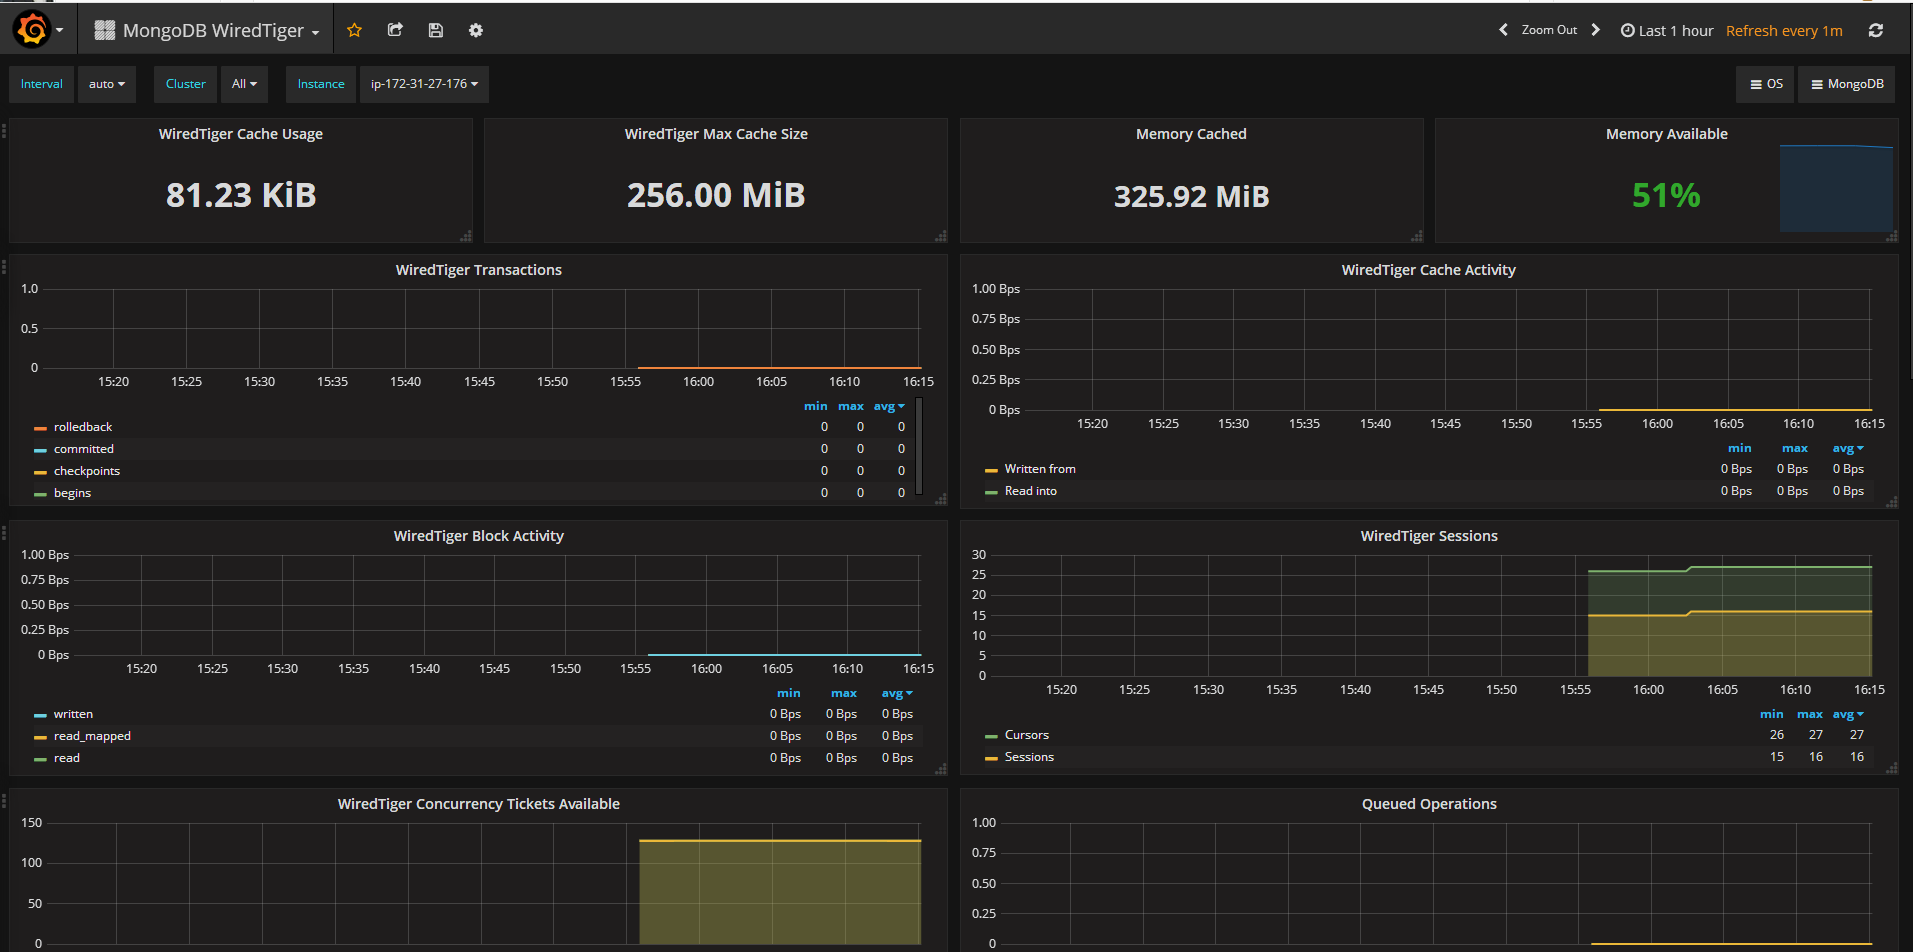 MongoDB WiredTiger
Zoom Out
Last 1 hour
Refresh every 1m
Interval
auto
Cluster
All
Instance
ip-172-31-27-176
OS
MongoDB
WiredTiger Cache Usage
81.23 KiB
WiredTiger Max Cache Size
256.00 MiB
Memory Cached
325.92 MiB
Memory Available
51%
WiredTiger Transactions
1.0
0.5
0
15:20 15:25 15:30 15:35 15:40 15:45 15:50 15:55 16:00 16:05 16:10 16:15
min max avg
rolledback 0 0 0
committed 0 0 0
checkpoints 0 0 0
begins 0 0 0
WiredTiger Cache Activity
1.00 Bps
0.75 Bps
0.50 Bps
0.25 Bps
0 Bps
15:20 15:25 15:30 15:35 15:40 15:45 15:50 15:55 16:00 16:05 16:10 16:15
min max avg
Written from 0 Bps 0 Bps 0 Bps
Read into 0 Bps 0 Bps 0 Bps
WiredTiger Block Activity
1.00 Bps
0.75 Bps
0.50 Bps
0.25 Bps
0 Bps
15:20 15:25 15:30 15:35 15:40 15:45 15:50 15:55 16:00 16:05 16:10 16:15
min max avg
written 0 Bps 0 Bps 0 Bps
read_mapped 0 Bps 0 Bps 0 Bps
read 0 Bps 0 Bps 0 Bps
WiredTiger Sessions
30
25
20
15
10
5
0
15:20 15:25 15:30 15:35 15:40 15:45 15:50 15:55 16:00 16:05 16:10 16:15
min max avg
Cursors 26 27 27
Sessions 15 16 16
WiredTiger Concurrency Tickets Available
150
100
50
0
Queued Operations
1.00
0.75
0.50
0.25
0